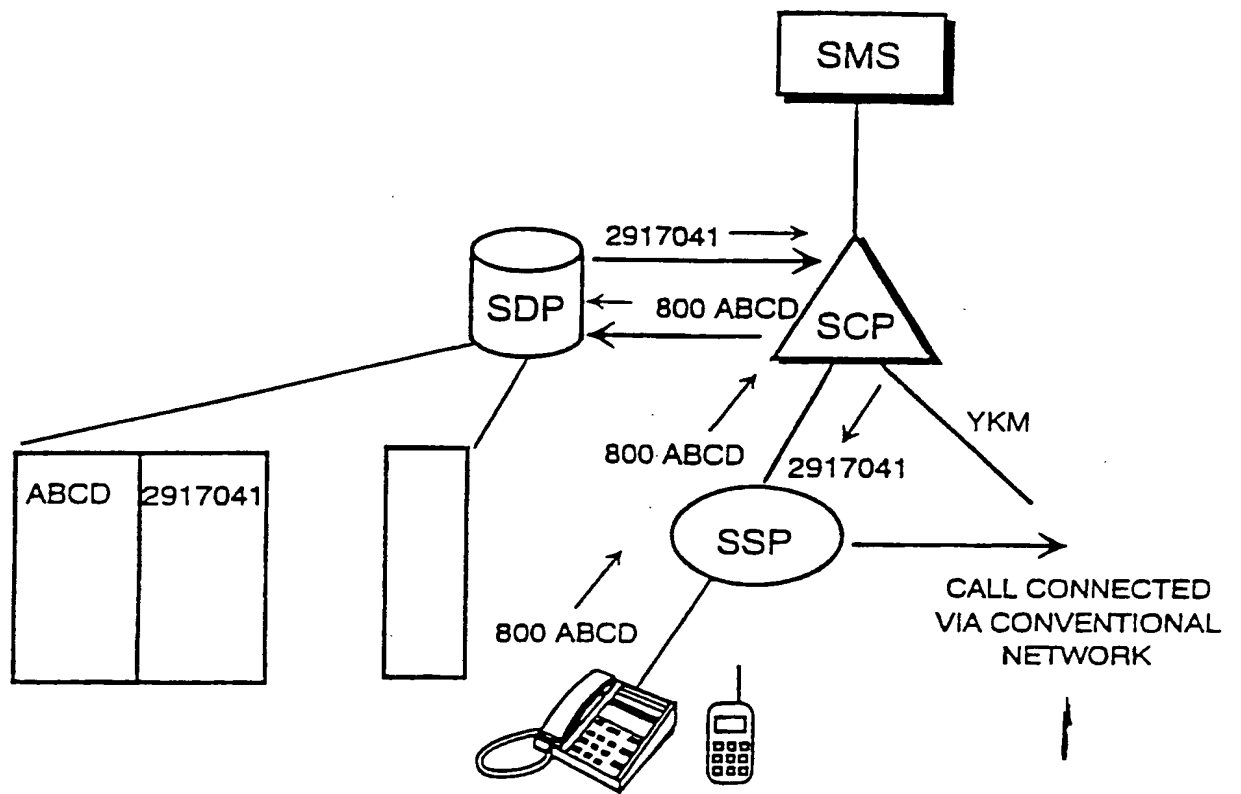 SMS
2917041
SDP
800 ABCD
SCP
YKM
800 ABCD
2917041
ABCD
2917041
SSP
800 ABCD
CALL CONNECTED
VIA CONVENTIONAL
NETWORK